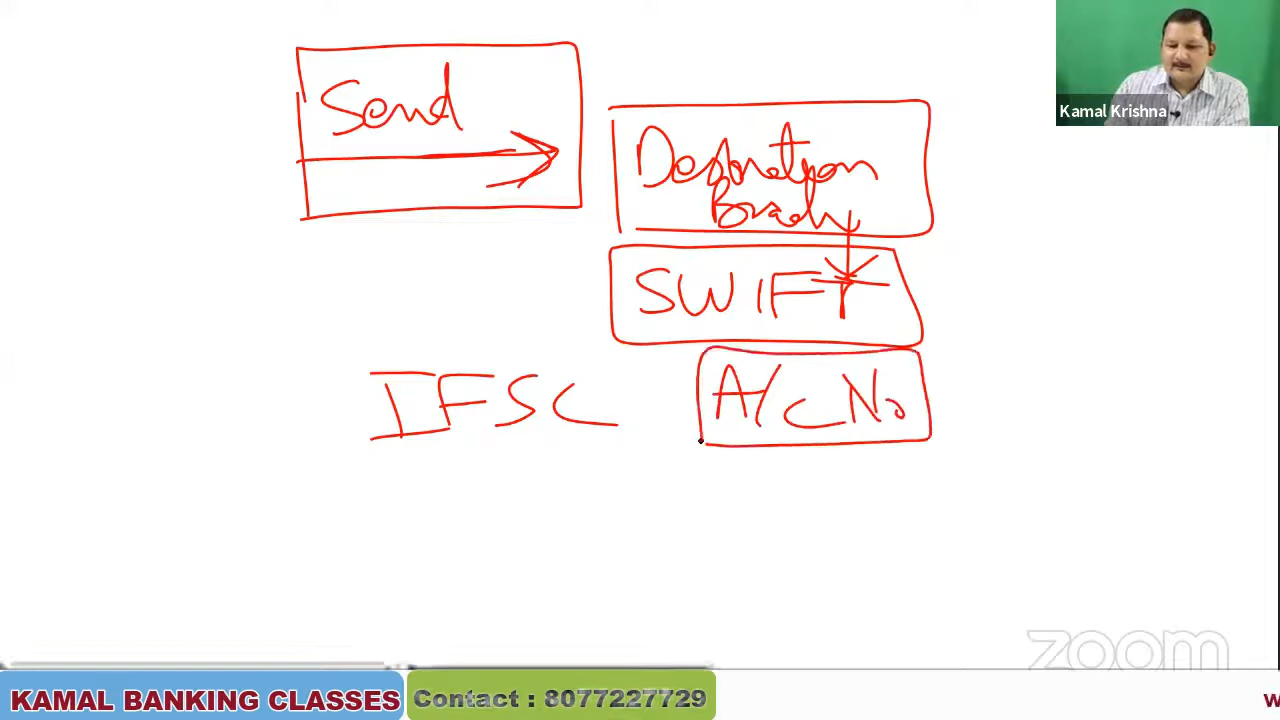 Send
Kamal Krishna
Destination
Branch
SWIFT
IFSC
A/C No
zoom
KAMAL BANKING CLASSES
Contact : 8077227729
w